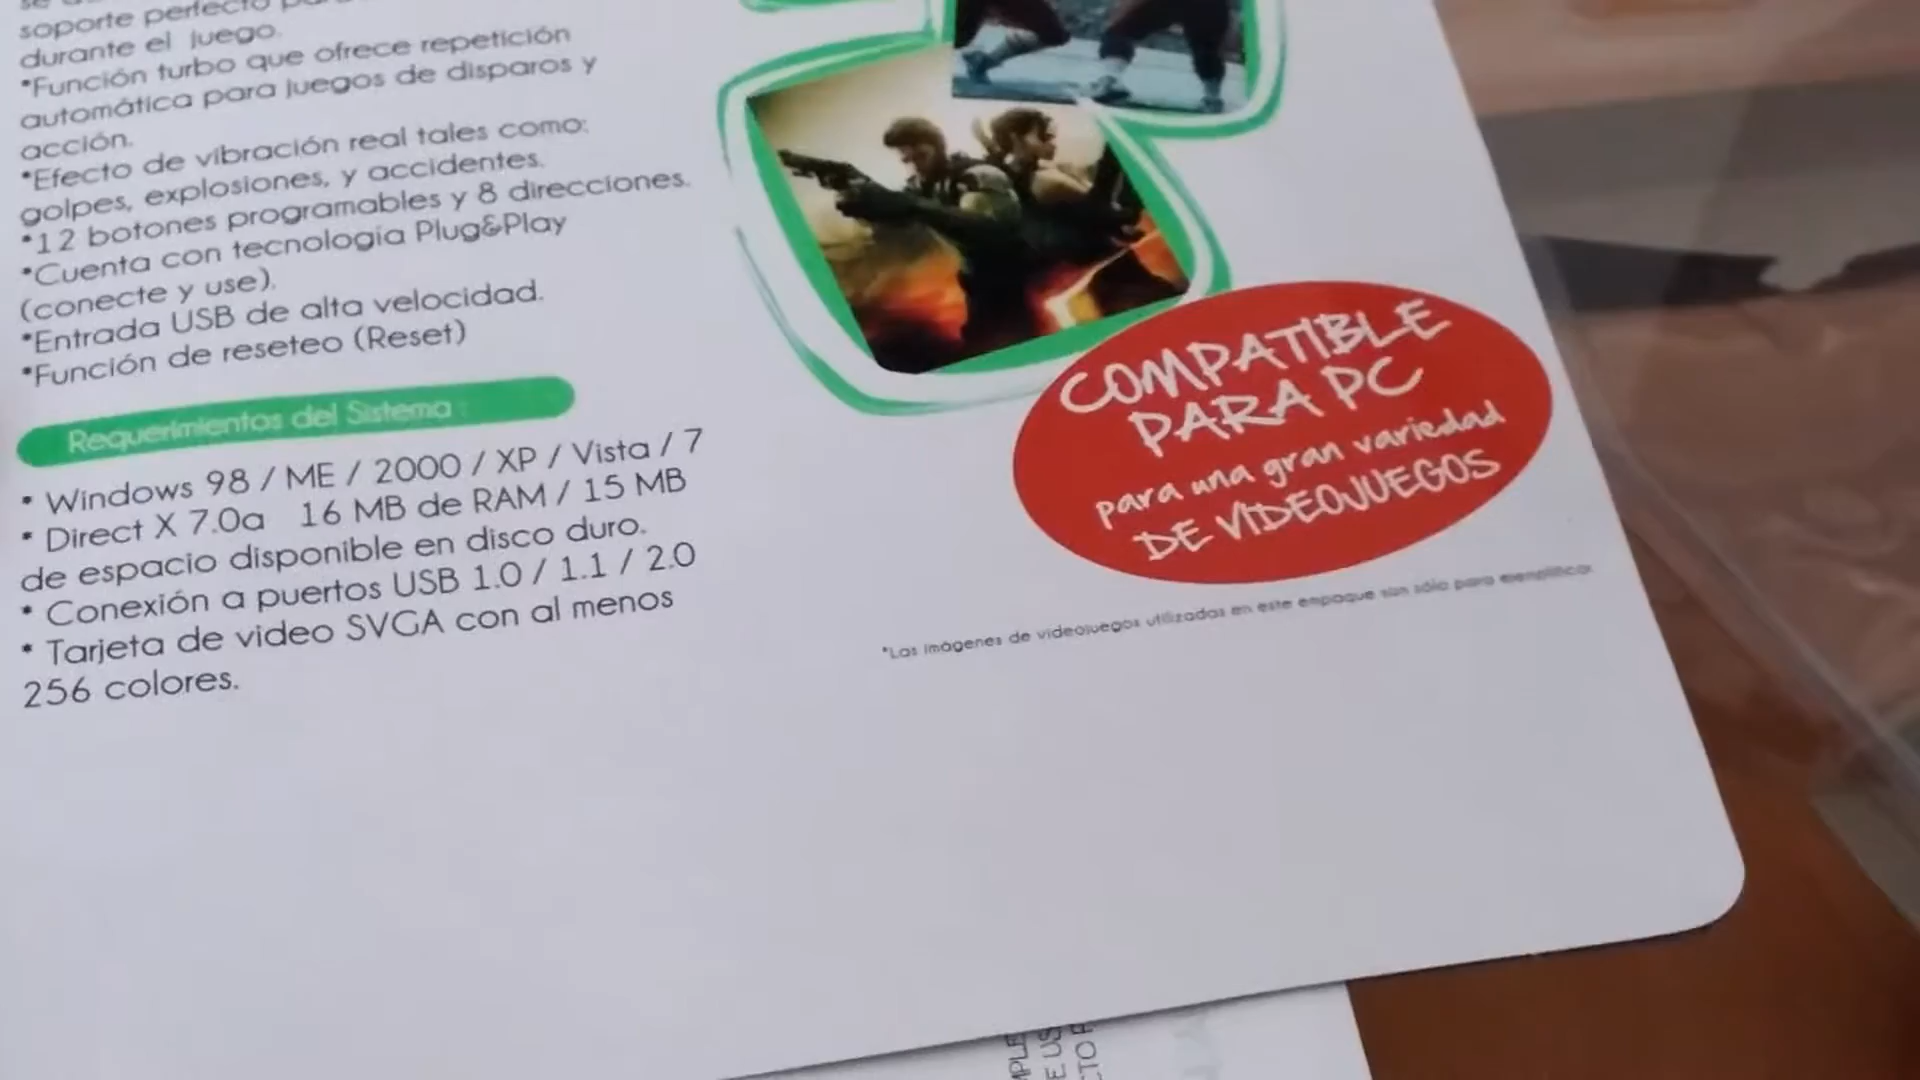 soporte perfecto
durante el juego.
*Función turbo que ofrece repetición
automática para juegos de disparos y
acción.
*Efecto de vibración real tales como:
golpes, explosiones, y accidentes.
*12 botones programables y 8 direcciones.
*Cuenta con tecnología Plug&Play
(conecte y use).
*Entrada USB de alta velocidad.
*Función de reseteo (Reset)
Requerimientos del Sistema :
• Windows 98 / ME / 2000 / XP / Vista / 7
• Direct X 7.0a 16 MB de RAM / 15 MB
de espacio disponible en disco duro.
* Conexión a puertos USB 1.0 / 1.1 / 2.0
* Tarjeta de video SVGA con al menos
256 colores.
COMPATIBLE
PARA PC
para una gran variedad
DE VIDEOJUEGOS
*Las imágenes de videojuegos utilizadas en este empaque son sólo para ejemplificar.